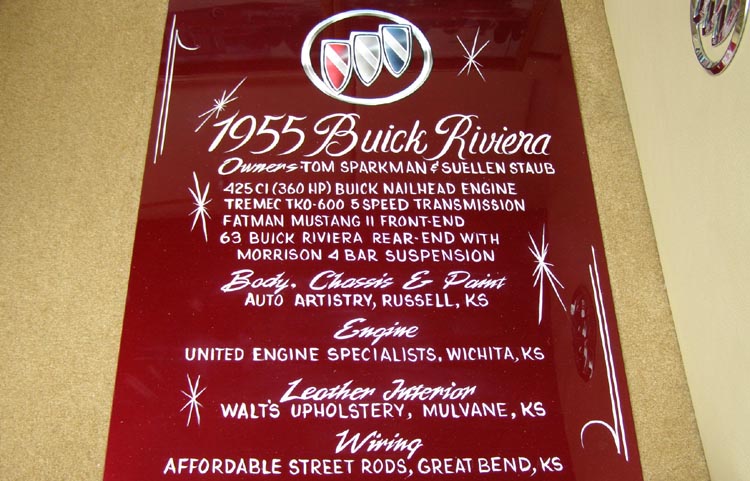 1955 Buick Riviera
Owners: TOM SPARKMAN & SUELLEN STAUB
425 CI (360 HP) BUICK NAILHEAD ENGINE
TREMEC TKO-600 5 SPEED TRANSMISSION
FATMAN MUSTANG II FRONT-END
63 BUICK RIVIERA REAR-END WITH
MORRISON 4 BAR SUSPENSION
Body, Chassis & Paint
AUTO ARTISTRY, RUSSELL, KS
Engine
UNITED ENGINE SPECIALISTS, WICHITA, KS
Leather Interior
WALT'S UPHOLSTERY, MULVANE, KS
Wiring
AFFORDABLE STREET RODS, GREAT BEND, KS